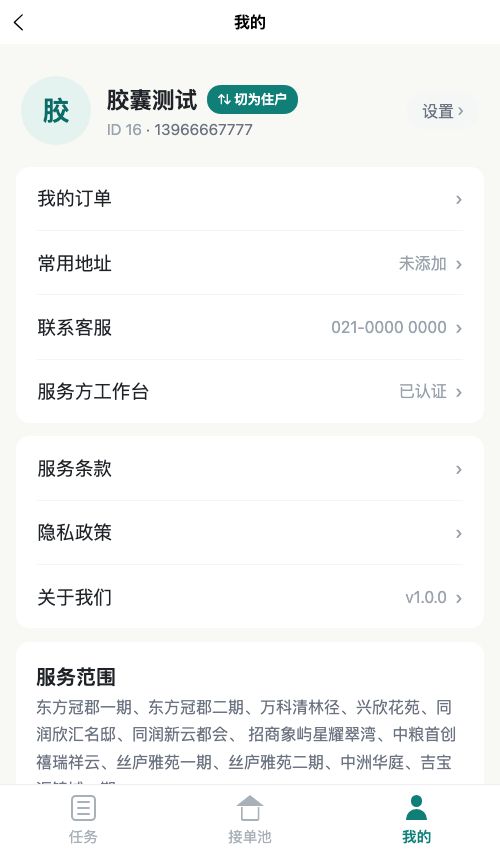 我的
胶
胶囊测试
切为住户
ID 16 · 13966667777
设置 ›
我的订单 ›
常用地址 未添加 ›
联系客服 021-0000 0000 ›
服务方工作台 已认证 ›
服务条款 ›
隐私政策 ›
关于我们 v1.0.0 ›
服务范围
东方冠郡一期、东方冠郡二期、万科清林径、兴欣花苑、同
润欣汇名邸、同润新云都会、 招商象屿星耀翠湾、中粮首创
禧瑞祥云、丝庐雅苑一期、丝庐雅苑二期、中洲华庭、吉宝
任务
接单池
我的